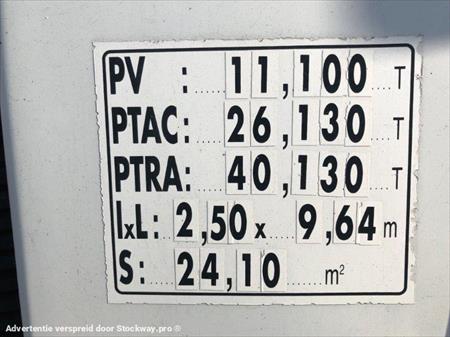 PV : 11,100 T
PTAC: 26,130 T
PTRA: 40,130 T
lxL: 2,50 x 9,64 m
S: 24,10 m²
Advertentie verspreid door Stockway.pro ®